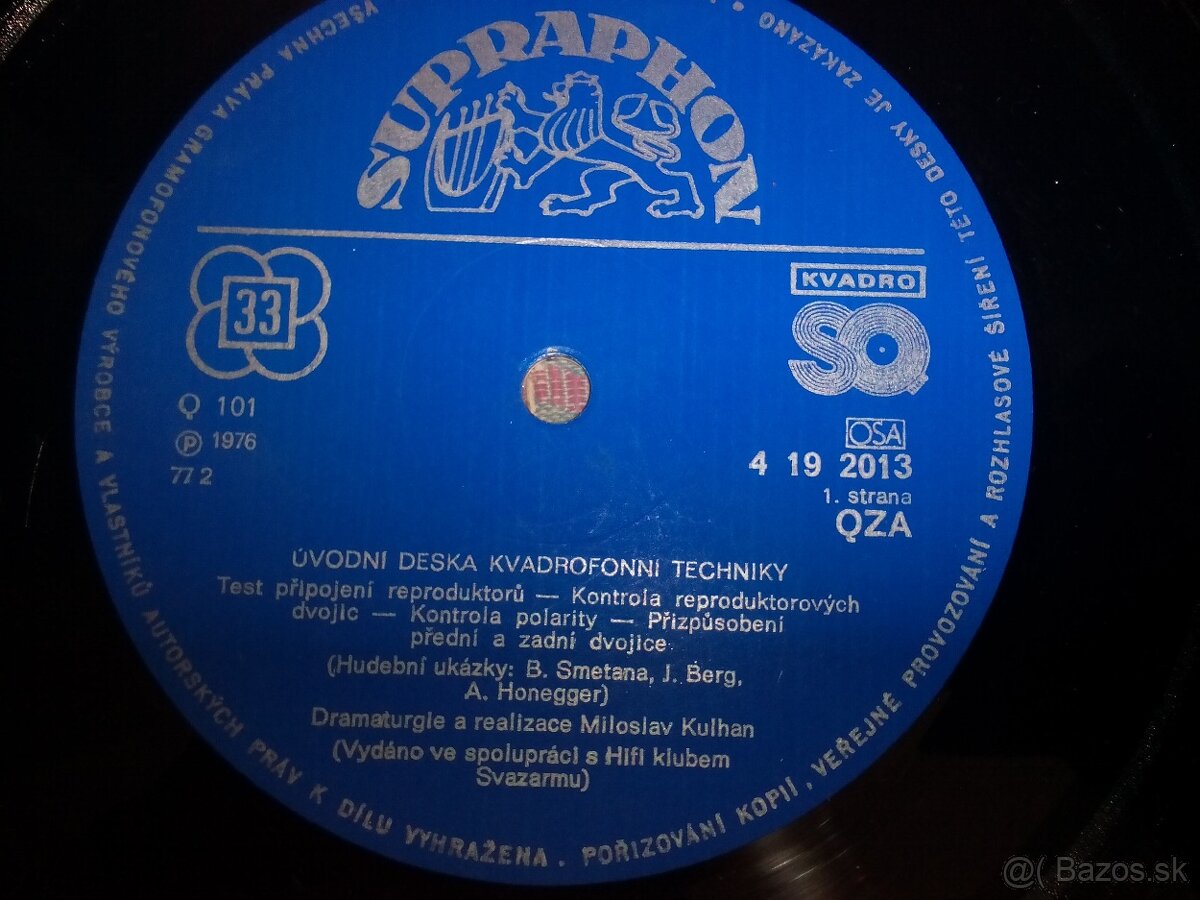 SUPRAPHON
33
KVADRO
SQ
Q 101
℗ 1976
77 2
OSA
4 19 2013
1. strana
QZA
ÚVODNÍ DESKA KVADROFONNÍ TECHNIKY
Test připojení reproduktorů — Kontrola reproduktorových
dvojic — Kontrola polarity — Přizpůsobení
přední a zadní dvojice.
(Hudební ukázky: B. Smetana, J. Berg,
A. Honegger)
Dramaturgie a realizace Miloslav Kulhan
(Vydáno ve spolupráci s Hifi klubem
Svazarmu)
VŠECHNA PRÁVA GRAMOFONOVÉHO VÝROBCE A VLASTNÍKŮ AUTORSKÝCH PRÁV K DÍLU VYHRAŽENA . POŘIZOVÁNÍ KOPIÍ, VEŘEJNÉ PROVOZOVÁNÍ A ROZHLASOVÉ ŠÍŘENÍ TÉTO DESKY JE ZAKÁZÁNO •
@( Bazos.sk